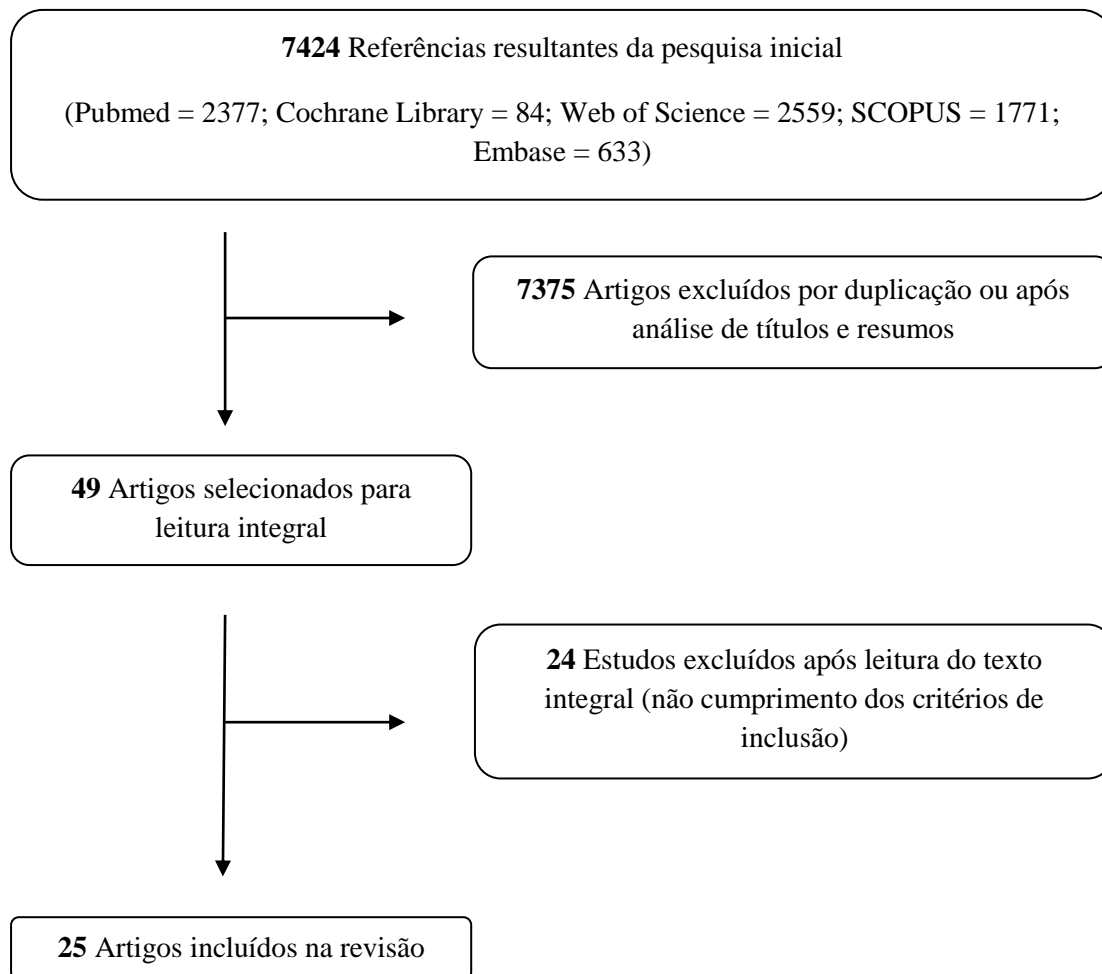 7424 Referências resultantes da pesquisa inicial
(Pubmed = 2377; Cochrane Library = 84; Web of Science = 2559; SCOPUS = 1771;
Embase = 633)
7375 Artigos excluídos por duplicação ou após
análise de títulos e resumos
49 Artigos selecionados para
leitura integral
24 Estudos excluídos após leitura do texto
integral (não cumprimento dos critérios de
inclusão)
25 Artigos incluídos na revisão